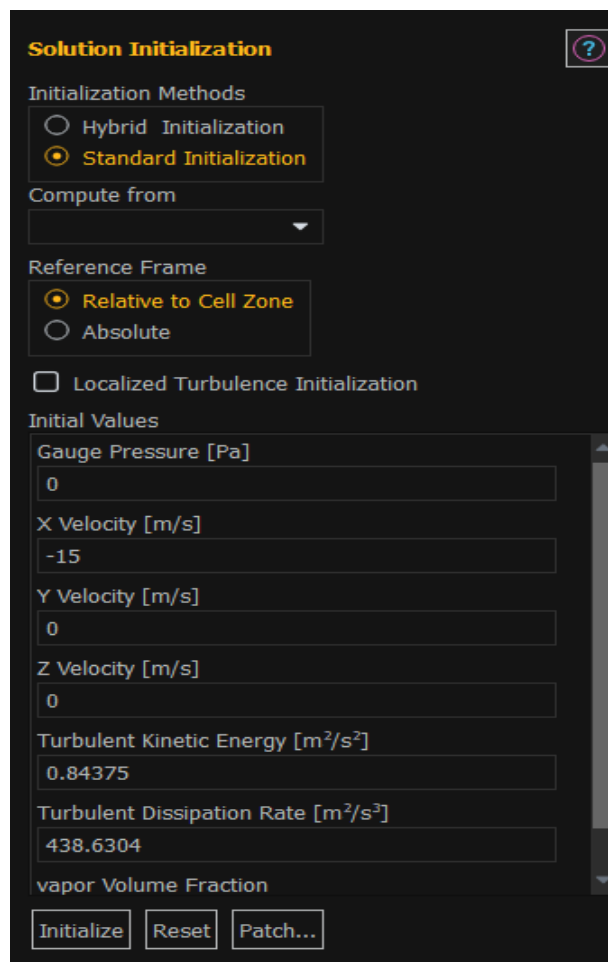 Solution Initialization
?
Initialization Methods
Hybrid Initialization
Standard Initialization
Compute from
Reference Frame
Relative to Cell Zone
Absolute
Localized Turbulence Initialization
Initial Values
Gauge Pressure [Pa]
0
X Velocity [m/s]
-15
Y Velocity [m/s]
0
Z Velocity [m/s]
0
Turbulent Kinetic Energy [m²/s²]
0.84375
Turbulent Dissipation Rate [m²/s³]
438.6304
vapor Volume Fraction
Initialize Reset Patch...